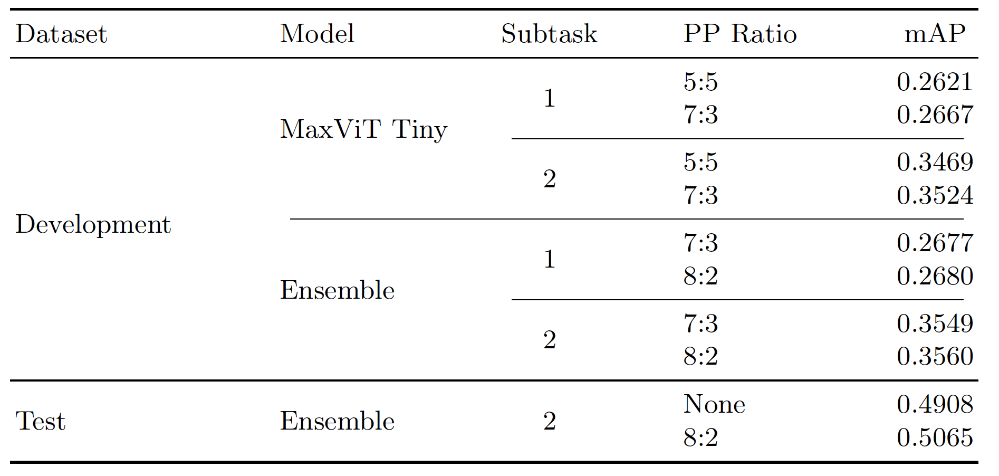 Dataset Model Subtask PP Ratio mAP
Development MaxViT Tiny 1 5:5 0.2621
7:3 0.2667
2 5:5 0.3469
7:3 0.3524
Ensemble 1 7:3 0.2677
8:2 0.2680
2 7:3 0.3549
8:2 0.3560
Test Ensemble 2 None 0.4908
8:2 0.5065